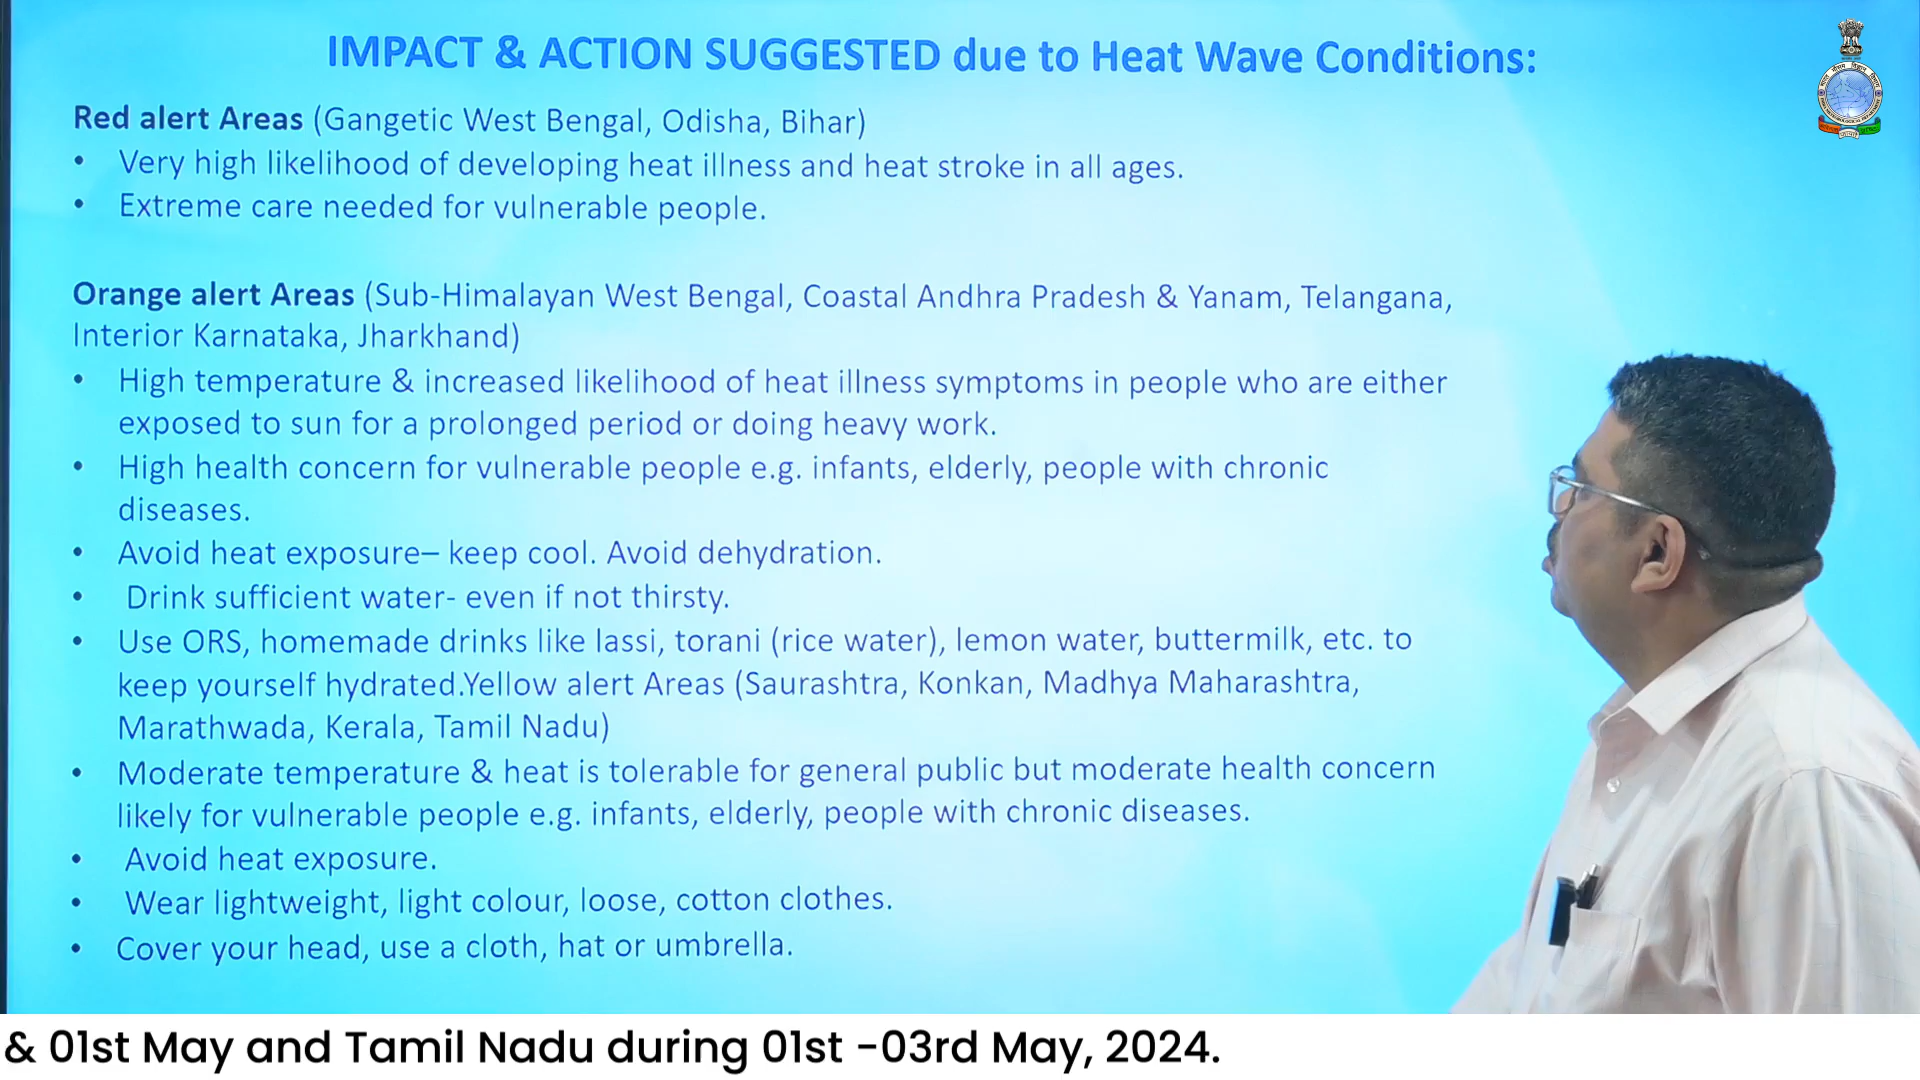 IMPACT & ACTION SUGGESTED due to Heat Wave Conditions:
Red alert Areas (Gangetic West Bengal, Odisha, Bihar)
• Very high likelihood of developing heat illness and heat stroke in all ages.
• Extreme care needed for vulnerable people.
Orange alert Areas (Sub-Himalayan West Bengal, Coastal Andhra Pradesh & Yanam, Telangana,
Interior Karnataka, Jharkhand)
• High temperature & increased likelihood of heat illness symptoms in people who are either
exposed to sun for a prolonged period or doing heavy work.
• High health concern for vulnerable people e.g. infants, elderly, people with chronic
diseases.
• Avoid heat exposure– keep cool. Avoid dehydration.
• Drink sufficient water- even if not thirsty.
• Use ORS, homemade drinks like lassi, torani (rice water), lemon water, buttermilk, etc. to
keep yourself hydrated.Yellow alert Areas (Saurashtra, Konkan, Madhya Maharashtra,
Marathwada, Kerala, Tamil Nadu)
• Moderate temperature & heat is tolerable for general public but moderate health concern
likely for vulnerable people e.g. infants, elderly, people with chronic diseases.
• Avoid heat exposure.
• Wear lightweight, light colour, loose, cotton clothes.
• Cover your head, use a cloth, hat or umbrella.
& 01st May and Tamil Nadu during 01st -03rd May, 2024.